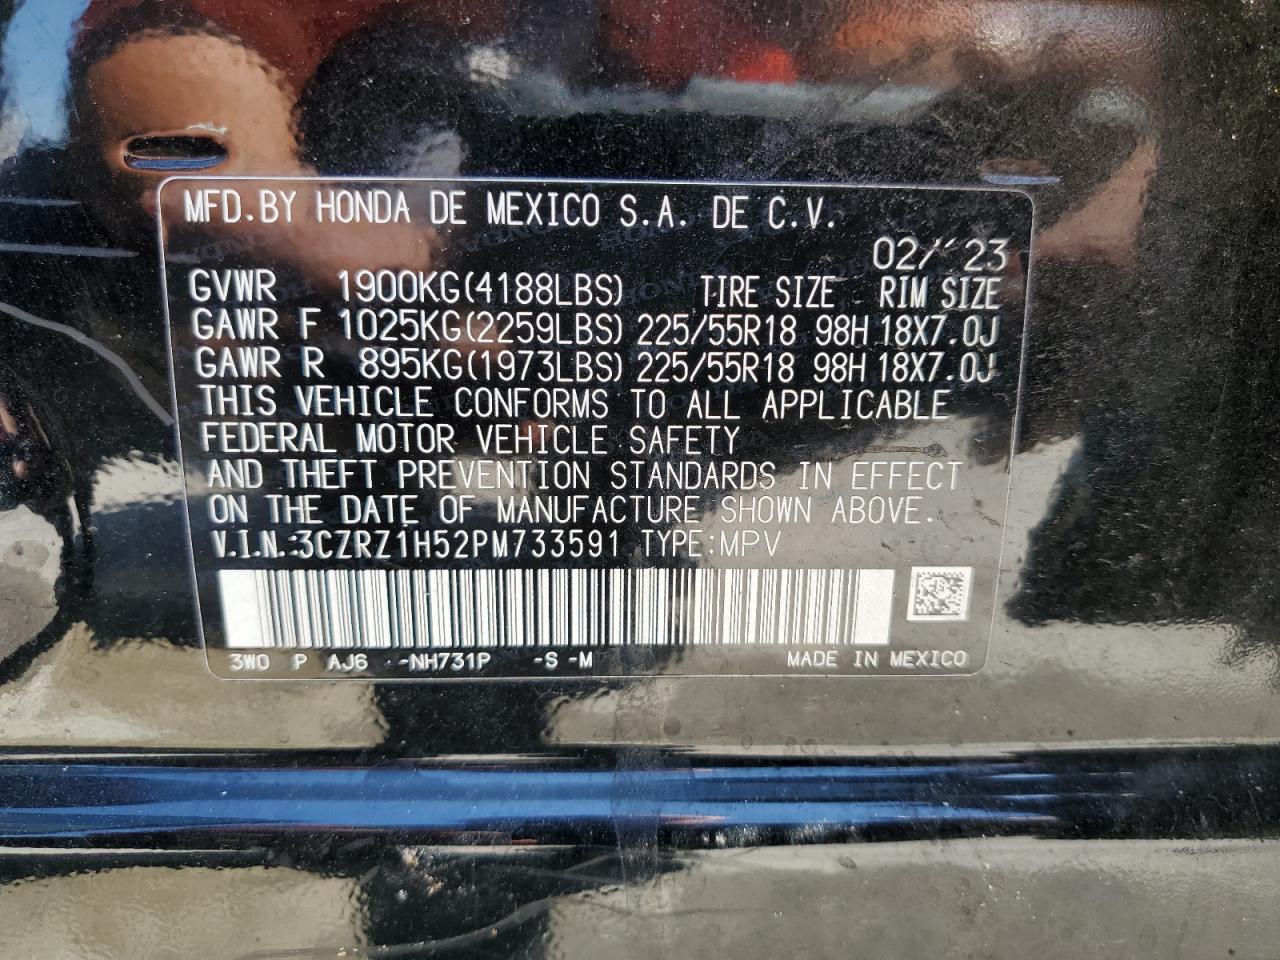 MFD.BY HONDA DE MEXICO S.A. DE C.V.
02/ 23
GVWR 1900KG(4188LBS) TIRE SIZE RIM SIZE
GAWR F 1025KG(2259LBS) 225/55R18 98H 18X7.0J
GAWR R 895KG(1973LBS) 225/55R18 98H 18X7.0J
THIS VEHICLE CONFORMS TO ALL APPLICABLE
FEDERAL MOTOR VEHICLE SAFETY
AND THEFT PREVENTION STANDARDS IN EFFECT
ON THE DATE OF MANUFACTURE SHOWN ABOVE.
V.I.N.:3CZRZ1H52PM733591 TYPE:MPV
3W0 P AJ6 -NH731P -S -M MADE IN MEXICO